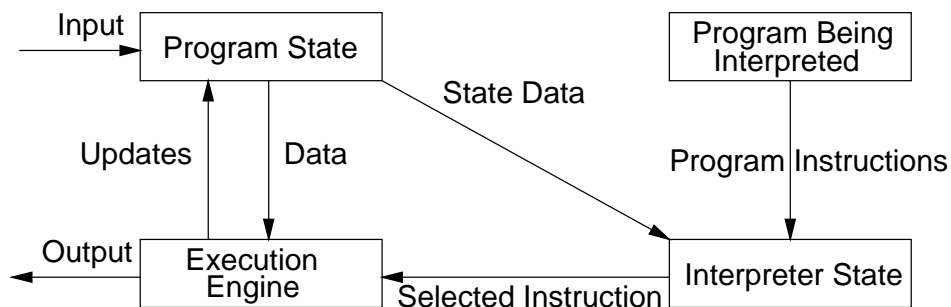 Input
Program State
Program Being
Interpreted
State Data
Updates
Data
Program Instructions
Output
Execution
Engine
Selected Instruction
Interpreter State